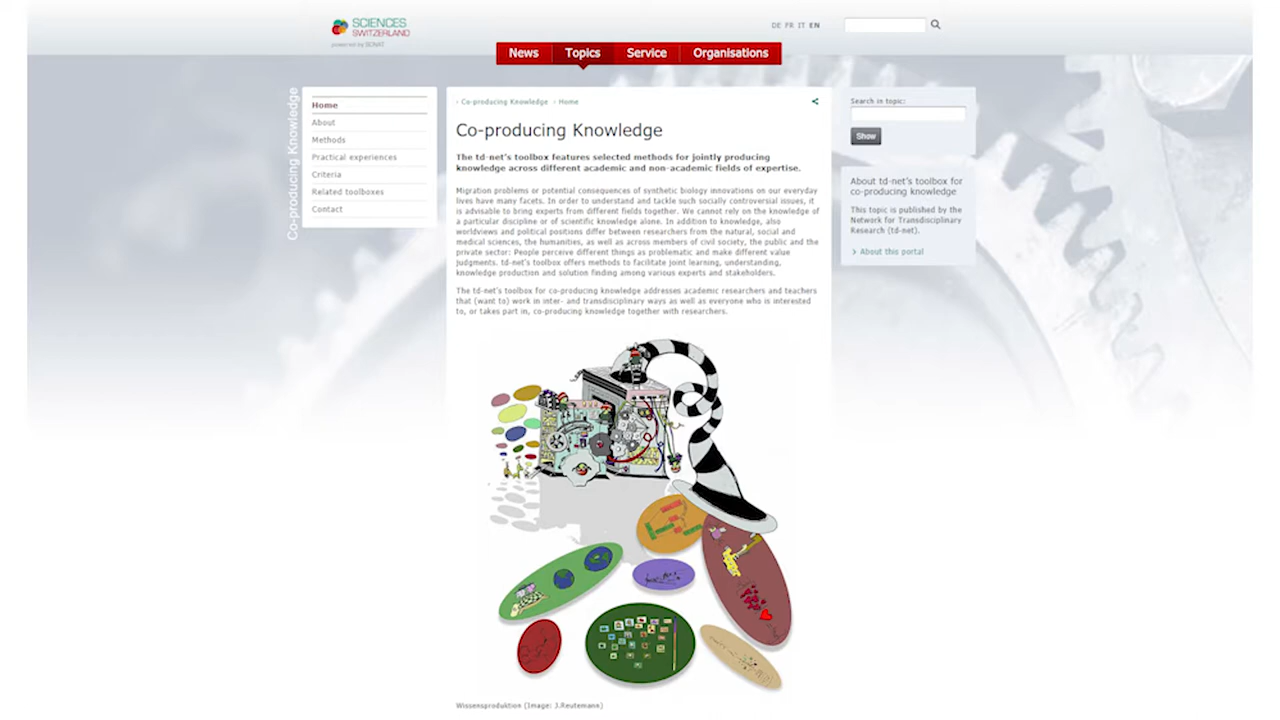 SCIENCES
SWITZERLAND
powered by SCNAT
DE FR IT EN
News Topics Service Organisations
Co-producing Knowledge
Home
About
Methods
Practical experiences
Criteria
Related toolboxes
Contact
› Co-producing Knowledge › Home
Co-producing Knowledge
The td-net's toolbox features selected methods for jointly producing
knowledge across different academic and non-academic fields of expertise.
Migration problems or potential consequences of synthetic biology innovations on our everyday
lives have many facets. In order to understand and tackle such socially controversial issues, it
is advisable to bring experts from different fields together. We cannot rely on the knowledge of
a particular discipline or of scientific knowledge alone. In addition to knowledge, also
worldviews and political positions differ between researchers from the natural, social and
medical sciences, the humanities, as well as across members of civil society, the public and the
private sector: People perceive different things as problematic and make different value
judgments. td-net's toolbox offers methods to facilitate joint learning, understanding,
knowledge production and solution finding among various experts and stakeholders.
The td-net's toolbox for co-producing knowledge addresses academic researchers and teachers
that (want to) work in inter- and transdisciplinary ways as well as everyone who is interested
to, or takes part in, co-producing knowledge together with researchers.
Wissensproduktion (Image: J.Reutemann)
Search in topic:
Show
About td-net's toolbox for
co-producing knowledge
This topic is published by the
Network for Transdisciplinary
Research (td-net).
› About this portal